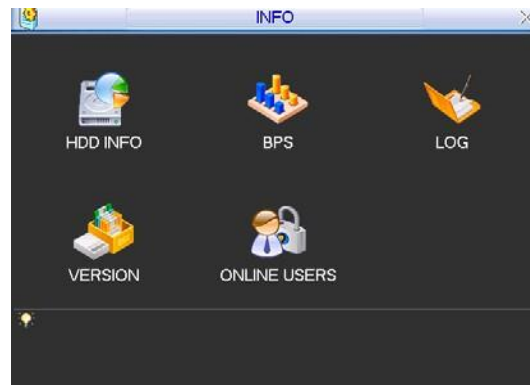 INFO
HDD INFO
BPS
LOG
VERSION
ONLINE USERS